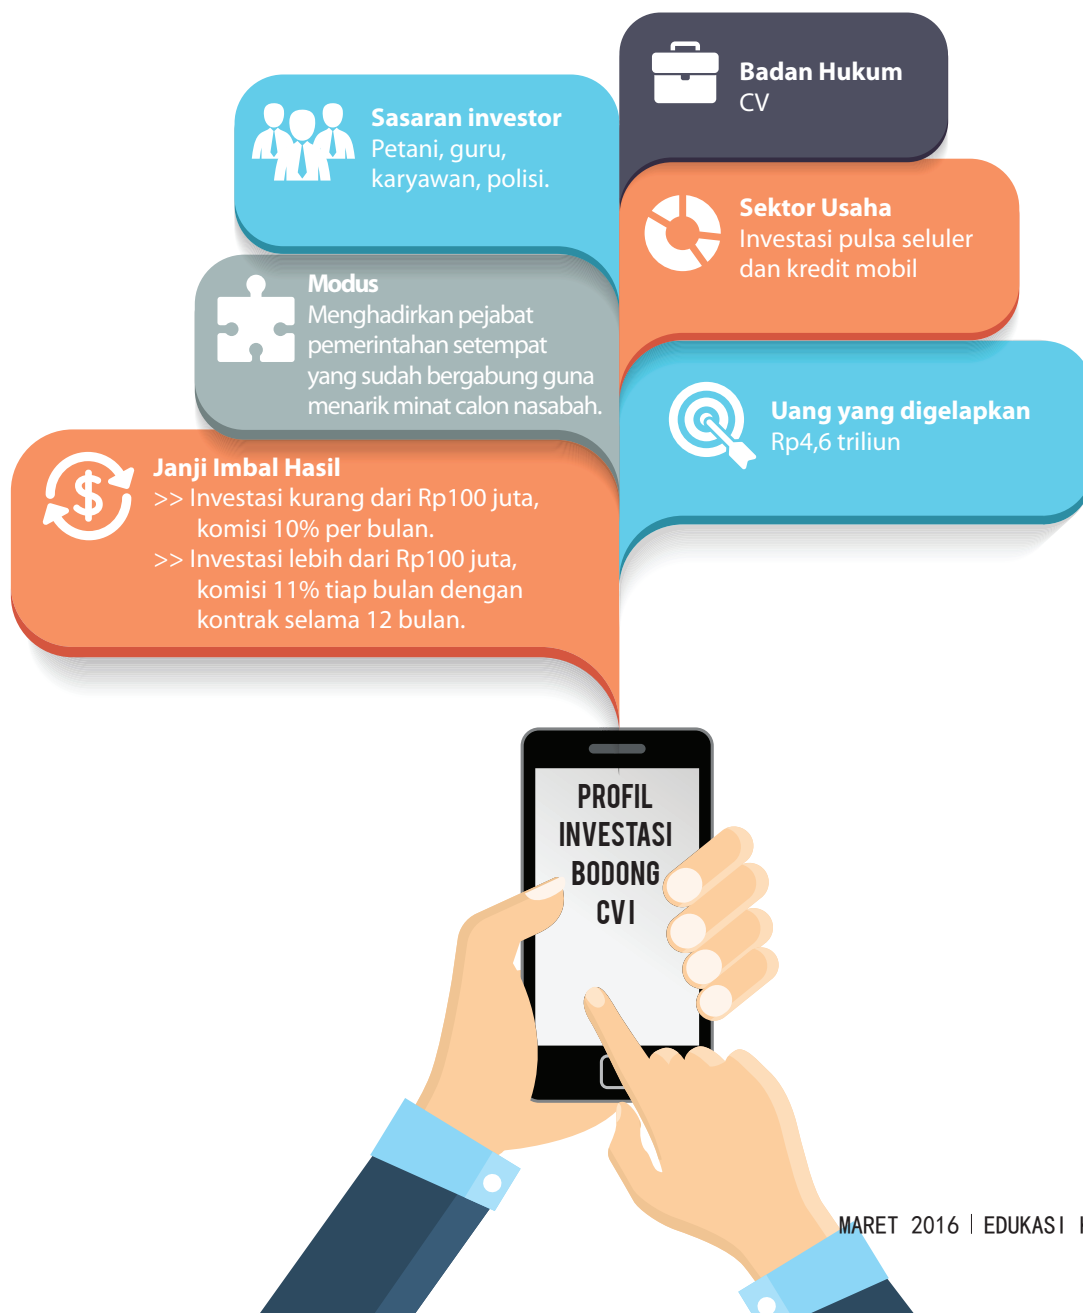 Badan Hukum
CV
Sasaran investor
Petani, guru,
karyawan, polisi.
Sektor Usaha
Investasi pulsa seluler
dan kredit mobil
Modus
Menghadirkan pejabat
pemerintahan setempat
yang sudah bergabung guna
menarik minat calon nasabah.
Uang yang digelapkan
Rp4,6 triliun
Janji Imbal Hasil
>> Investasi kurang dari Rp100 juta,
komisi 10% per bulan.
>> Investasi lebih dari Rp100 juta,
komisi 11% tiap bulan dengan
kontrak selama 12 bulan.
$
PROFIL
INVESTASI
BODONG
CV I
MARET 2016 | EDUKASI